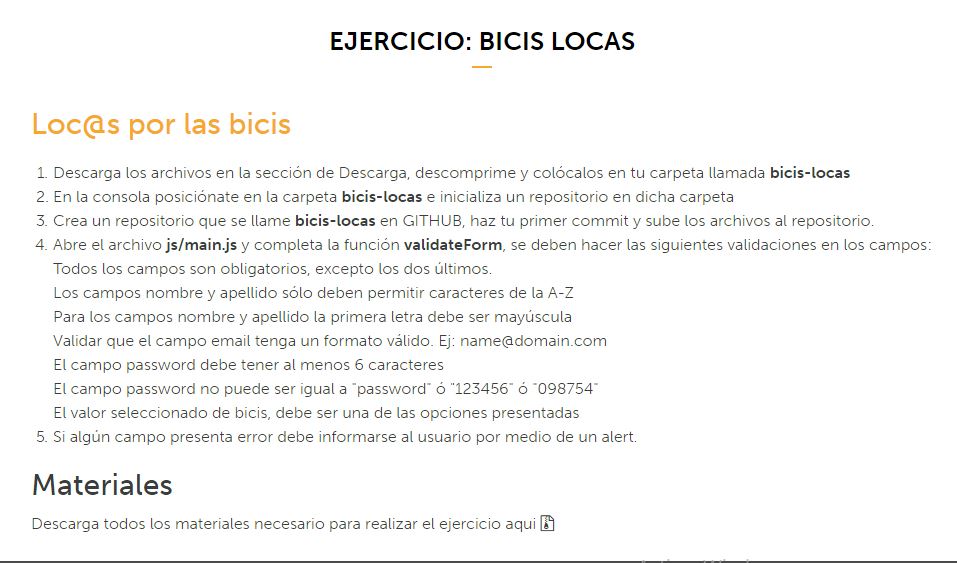 EJERCICIO: BICIS LOCAS
Loc@s por las bicis
1. Descarga los archivos en la sección de Descarga, descomprime y colócalos en tu carpeta llamada bicis-locas
2. En la consola posiciónate en la carpeta bicis-locas e inicializa un repositorio en dicha carpeta
3. Crea un repositorio que se llame bicis-locas en GITHUB, haz tu primer commit y sube los archivos al repositorio.
4. Abre el archivo js/main.js y completa la función validateForm, se deben hacer las siguientes validaciones en los campos:
Todos los campos son obligatorios, excepto los dos últimos.
Los campos nombre y apellido sólo deben permitir caracteres de la A-Z
Para los campos nombre y apellido la primera letra debe ser mayúscula
Validar que el campo email tenga un formato válido. Ej: name@domain.com
El campo password debe tener al menos 6 caracteres
El campo password no puede ser igual a "password" ó "123456" ó "098754"
El valor seleccionado de bicis, debe ser una de las opciones presentadas
5. Si algún campo presenta error debe informarse al usuario por medio de un alert.
Materiales
Descarga todos los materiales necesario para realizar el ejercicio aqui